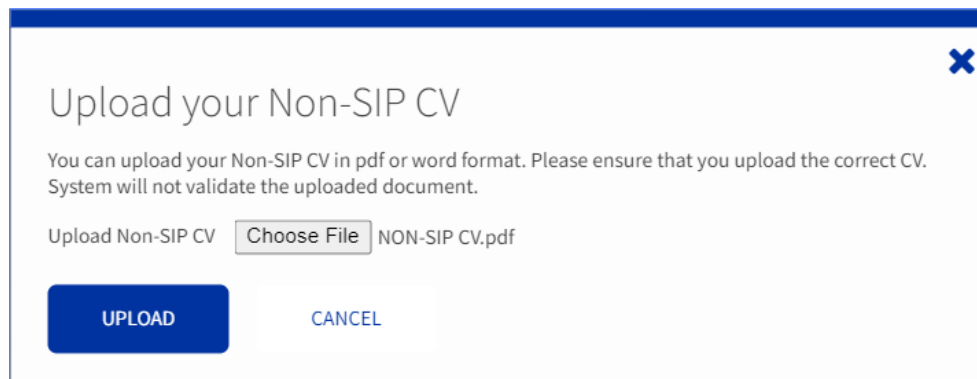 Upload your Non-SIP CV
You can upload your Non-SIP CV in pdf or word format. Please ensure that you upload the correct CV.
System will not validate the uploaded document.
Upload Non-SIP CV Choose File NON-SIP CV.pdf
UPLOAD CANCEL